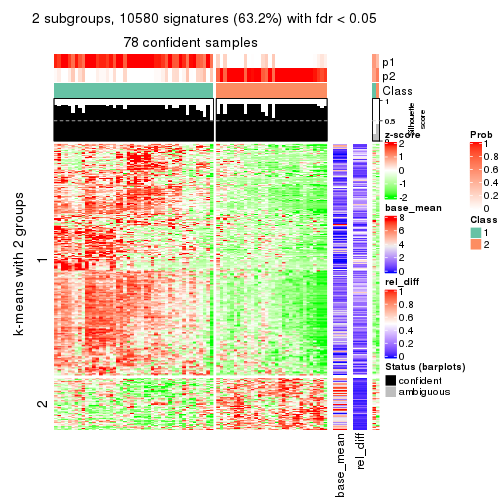 2 subgroups, 10580 signatures (63.2%) with fdr < 0.05
78 confident samples
p1
p2
Class
1
0.5
0
Silhouette
score
k-means with 2 groups
1
2
base_mean
rel_diff
z-score
2
1
0
-1
-2
base_mean
8
6
4
2
0
rel_diff
1
0.8
0.6
0.4
0.2
0
Status (barplots)
confident
ambiguous
Prob
1
0.8
0.6
0.4
0.2
0
Class
1
2